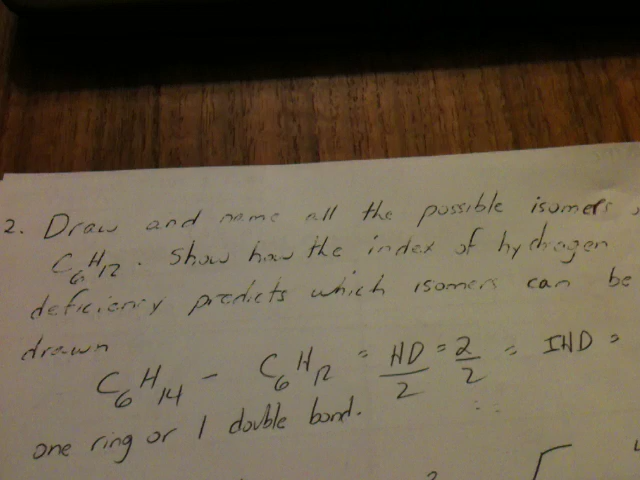 2. Draw and name all the possible isomers
C6H12. Show how the index of hydrogen
deficiency predicts which isomers can be
drawn
C6H14 - C6H12 = HD/2 = 2/2 = IHD =
one ring or 1 double bond.